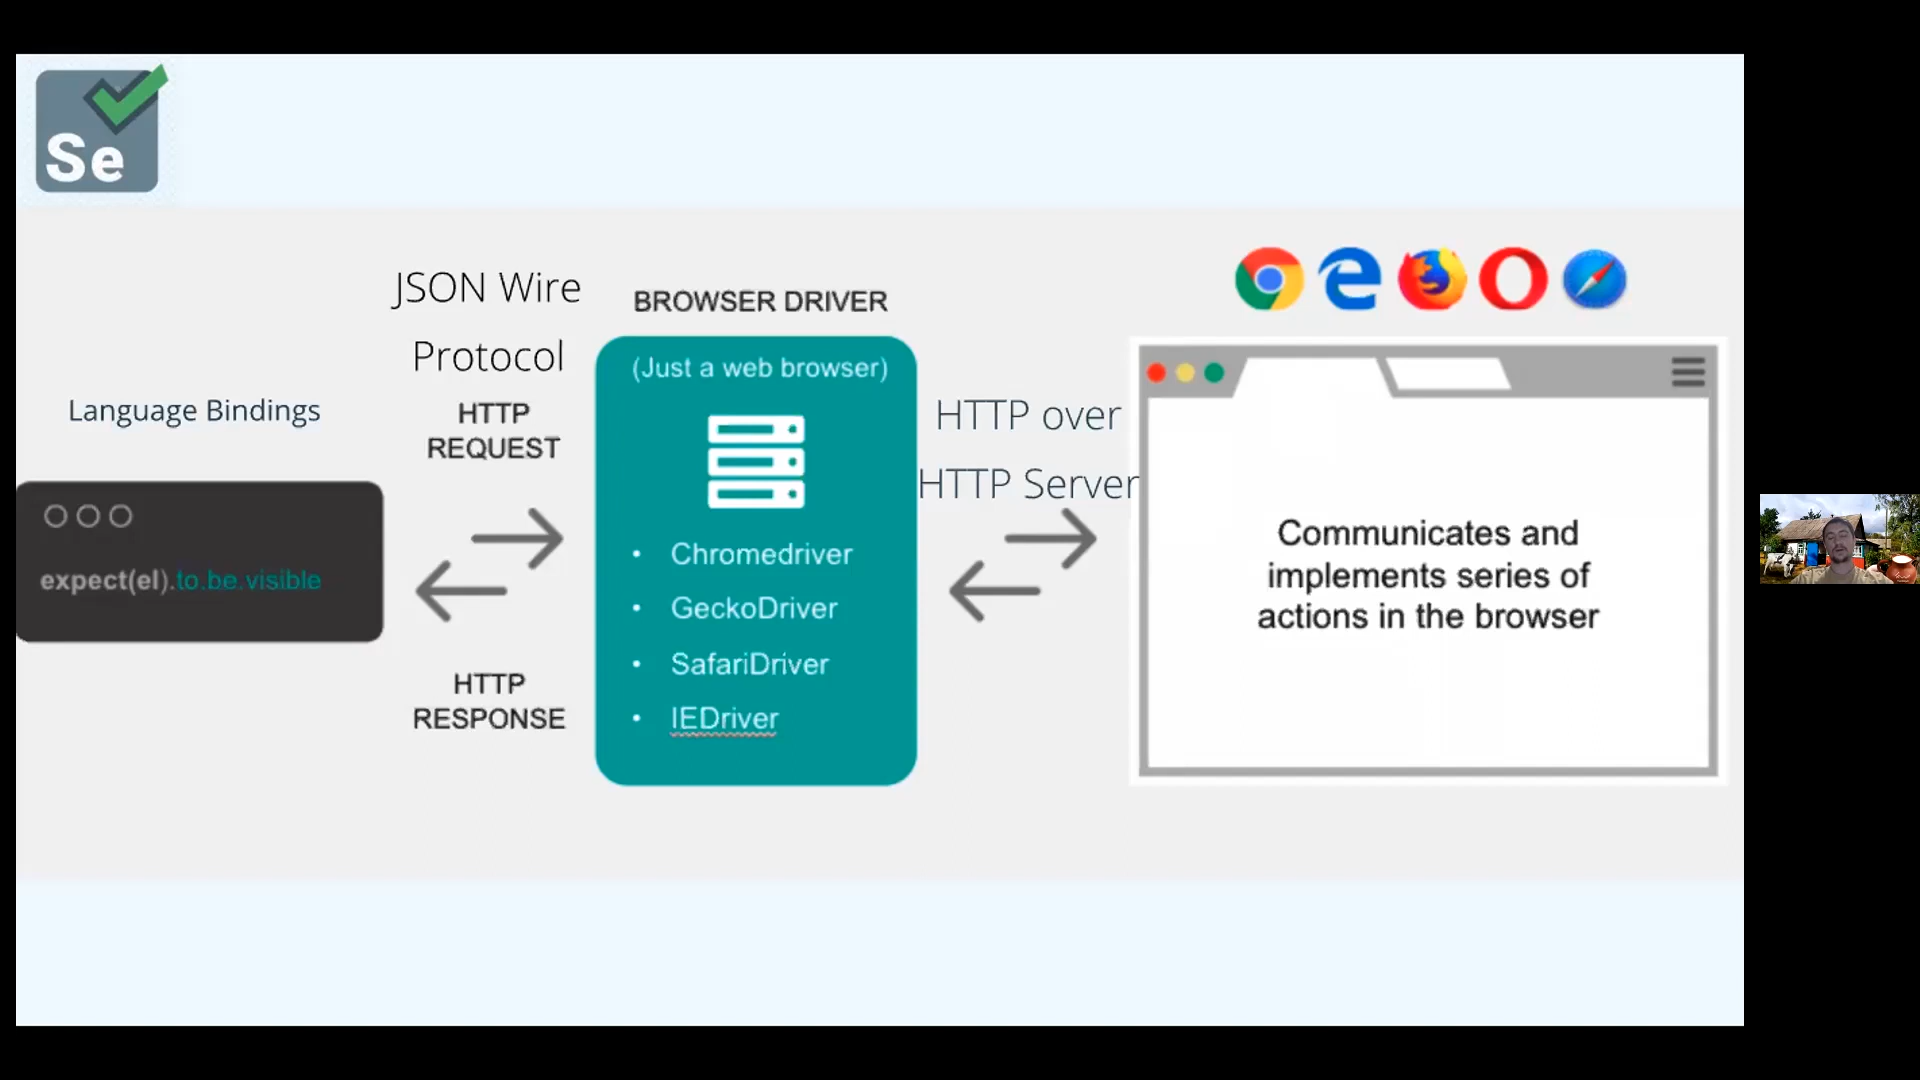 Se
Language Bindings
expect(el).to.be.visible
JSON Wire
Protocol
HTTP
REQUEST
HTTP
RESPONSE
BROWSER DRIVER
(Just a web browser)
• Chromedriver
• GeckoDriver
• SafariDriver
• IEDriver
HTTP over
HTTP Server
Communicates and
implements series of
actions in the browser